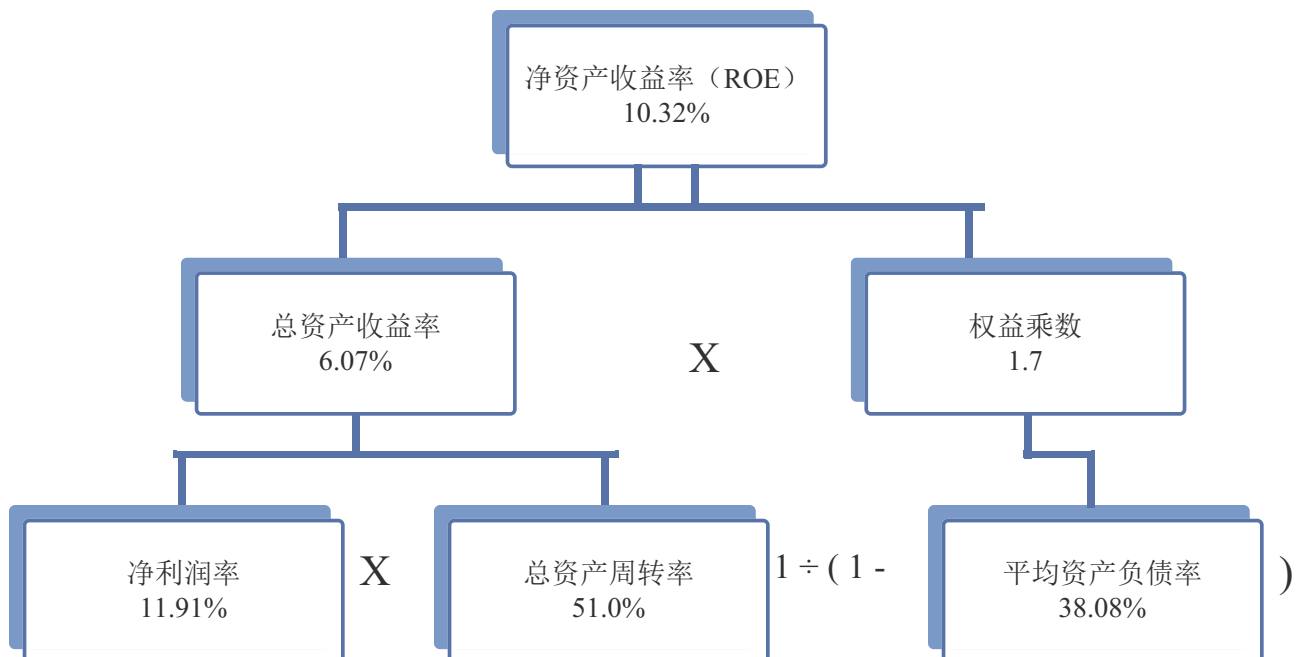 净资产收益率（ROE）
10.32%
总资产收益率
6.07%
X
权益乘数
1.7
净利润率
11.91%
X
总资产周转率
51.0%
1 ÷ ( 1 -
平均资产负债率
38.08%
)